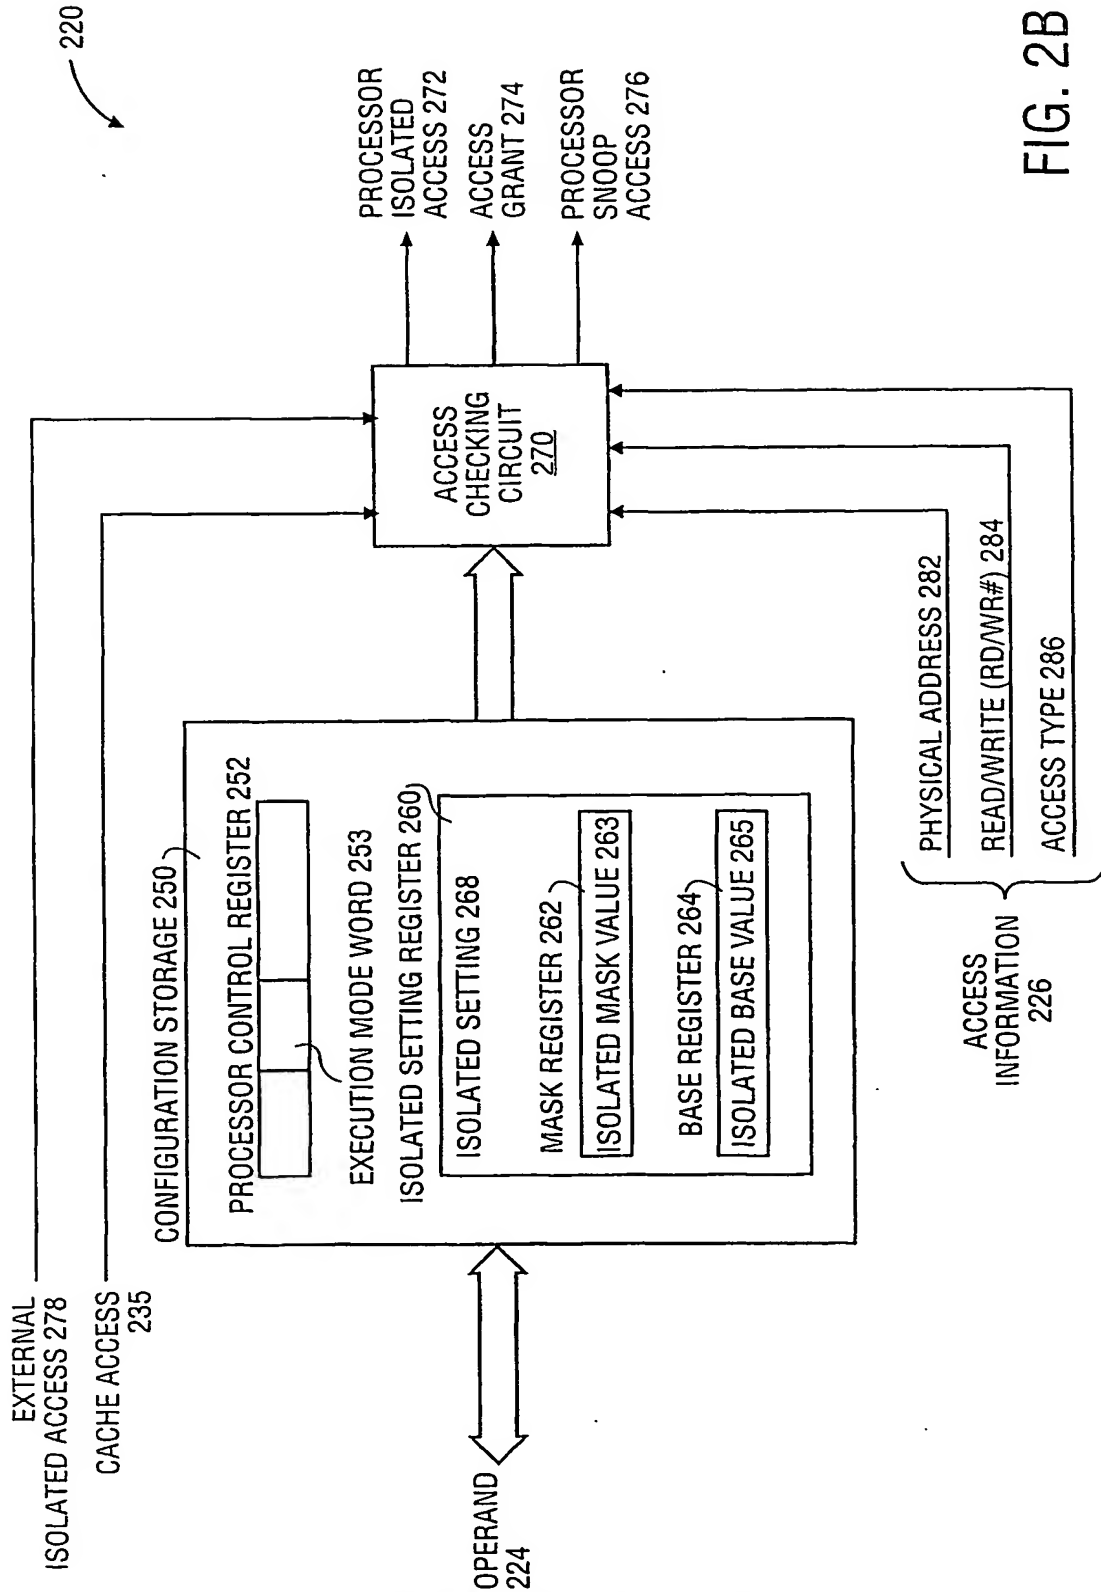 220
EXTERNAL
ISOLATED ACCESS 278
CACHE ACCESS
235
CONFIGURATION STORAGE 250
PROCESSOR CONTROL REGISTER 252
EXECUTION MODE WORD 253
ISOLATED SETTING REGISTER 260
ISOLATED SETTING 268
MASK REGISTER 262
ISOLATED MASK VALUE 263
BASE REGISTER 264
ISOLATED BASE VALUE 265
OPERAND
224
ACCESS
CHECKING
CIRCUIT
270
PROCESSOR
ISOLATED
ACCESS 272
ACCESS
GRANT 274
PROCESSOR
SNOOP
ACCESS 276
ACCESS
INFORMATION
226
PHYSICAL ADDRESS 282
READ/WRITE (RD/WR#) 284
ACCESS TYPE 286
FIG. 2B